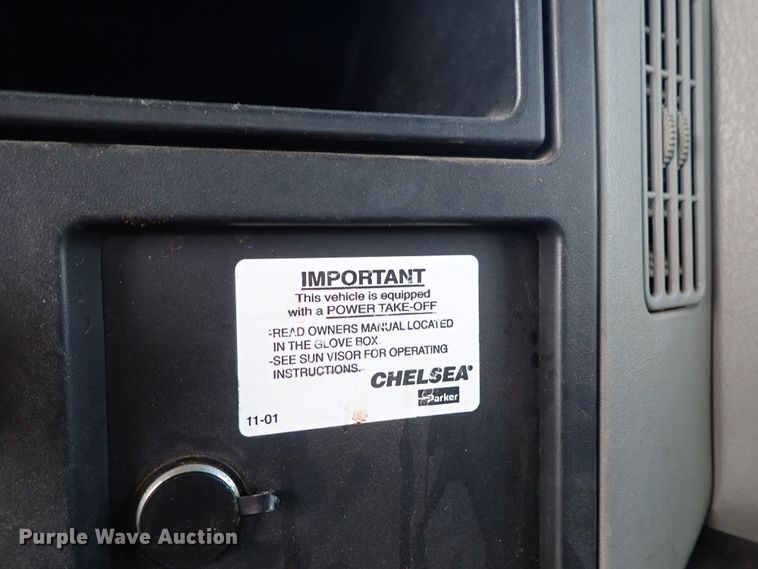 IMPORTANT
This vehicle is equipped
with a POWER TAKE-OFF
-READ OWNERS MANUAL LOCATED
IN THE GLOVE BOX.
-SEE SUN VISOR FOR OPERATING
INSTRUCTIONS.
CHELSEA®
Parker
11-01
Purple Wave Auction